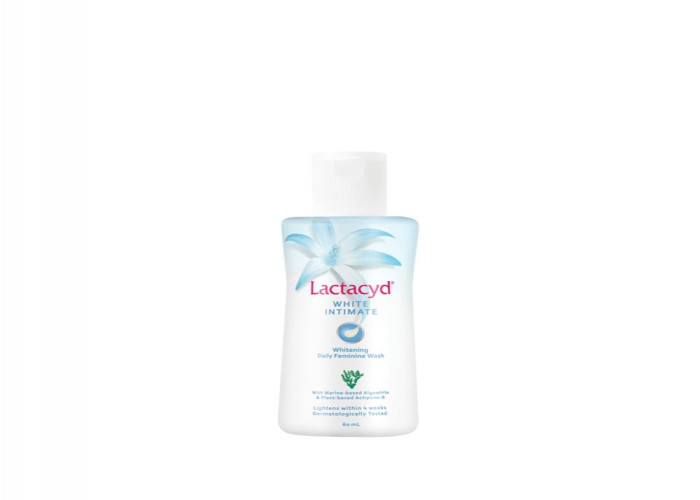 Lactacyd®
WHITE
INTIMATE
Whitening
Daily Feminine Wash
With Marine-based Algowhite
& Plant-based Actipone-B
Lightens within 4 weeks
Dermatologically Tested
60 mL